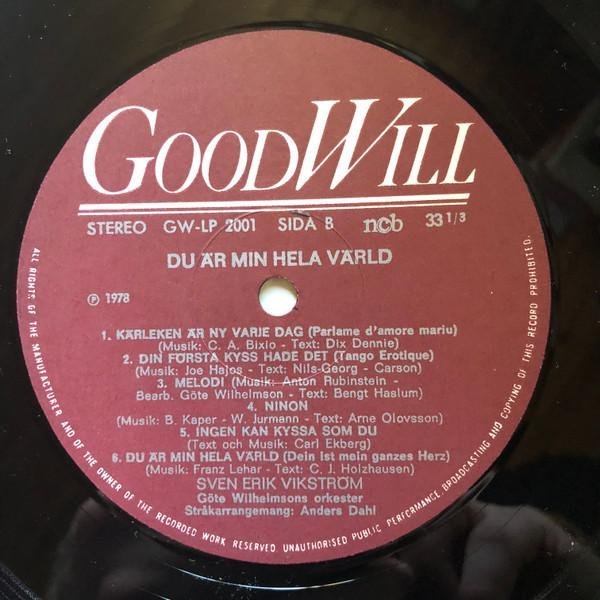 GOODWILL
STEREO GW-LP 2001 SIDA B ncb 33 1/3
DU ÄR MIN HELA VÄRLD
℗ 1978
1. KÄRLEKEN ÄR NY VARJE DAG (Parlame d'amore mariu)
(Musik: C. A. Bixio - Text: Dix Dennie)
2. DIN FÖRSTA KYSS HADE DET (Tango Erotique)
(Musik: Joe Hajos - Text: Nils-Georg - Carson)
3. MELODI (Musik: Anton Rubinstein -
Bearb. Göte Wilhelmson - Text: Bengt Haslum)
4. NINON
(Musik: B. Kaper - W. Jurmann - Text: Arne Olovsson)
5. INGEN KAN KYSSA SOM DU
(Text och Musik: Carl Ekberg)
6. DU ÄR MIN HELA VÄRLD (Dein ist mein ganzes Herz)
(Musik: Franz Lehar - Text: C. J. Holzhausen)
SVEN ERIK VIKSTRÖM
Göte Wilhelmsons orkester
Stråkarrangemang: Anders Dahl
ALL RIGHTS OF THE MANUFACTURER AND OF THE OWNER OF THE RECORDED WORK RESERVED. UNAUTHORISED PUBLIC PERFORMANCE, BROADCASTING AND COPYING OF THIS RECORD PROHIBITED.